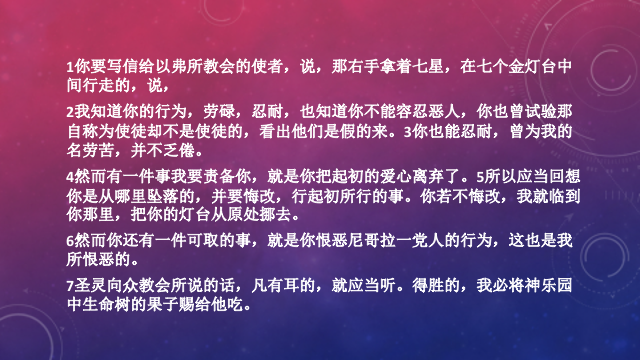 1你要写信给以弗所教会的使者，说，那右手拿着七星，在七个金灯台中
间行走的，说，
2我知道你的行为，劳碌，忍耐，也知道你不能容忍恶人，你也曾试验那
自称为使徒却不是使徒的，看出他们是假的来。3你也能忍耐，曾为我的
名劳苦，并不乏倦。
4然而有一件事我要责备你，就是你把起初的爱心离弃了。5所以应当回想
你是从哪里坠落的，并要悔改，行起初所行的事。你若不悔改，我就临到
你那里，把你的灯台从原处挪去。
6然而你还有一件可取的事，就是你恨恶尼哥拉一党人的行为，这也是我
所恨恶的。
7圣灵向众教会所说的话，凡有耳的，就应当听。得胜的，我必将神乐园
中生命树的果子赐给他吃。